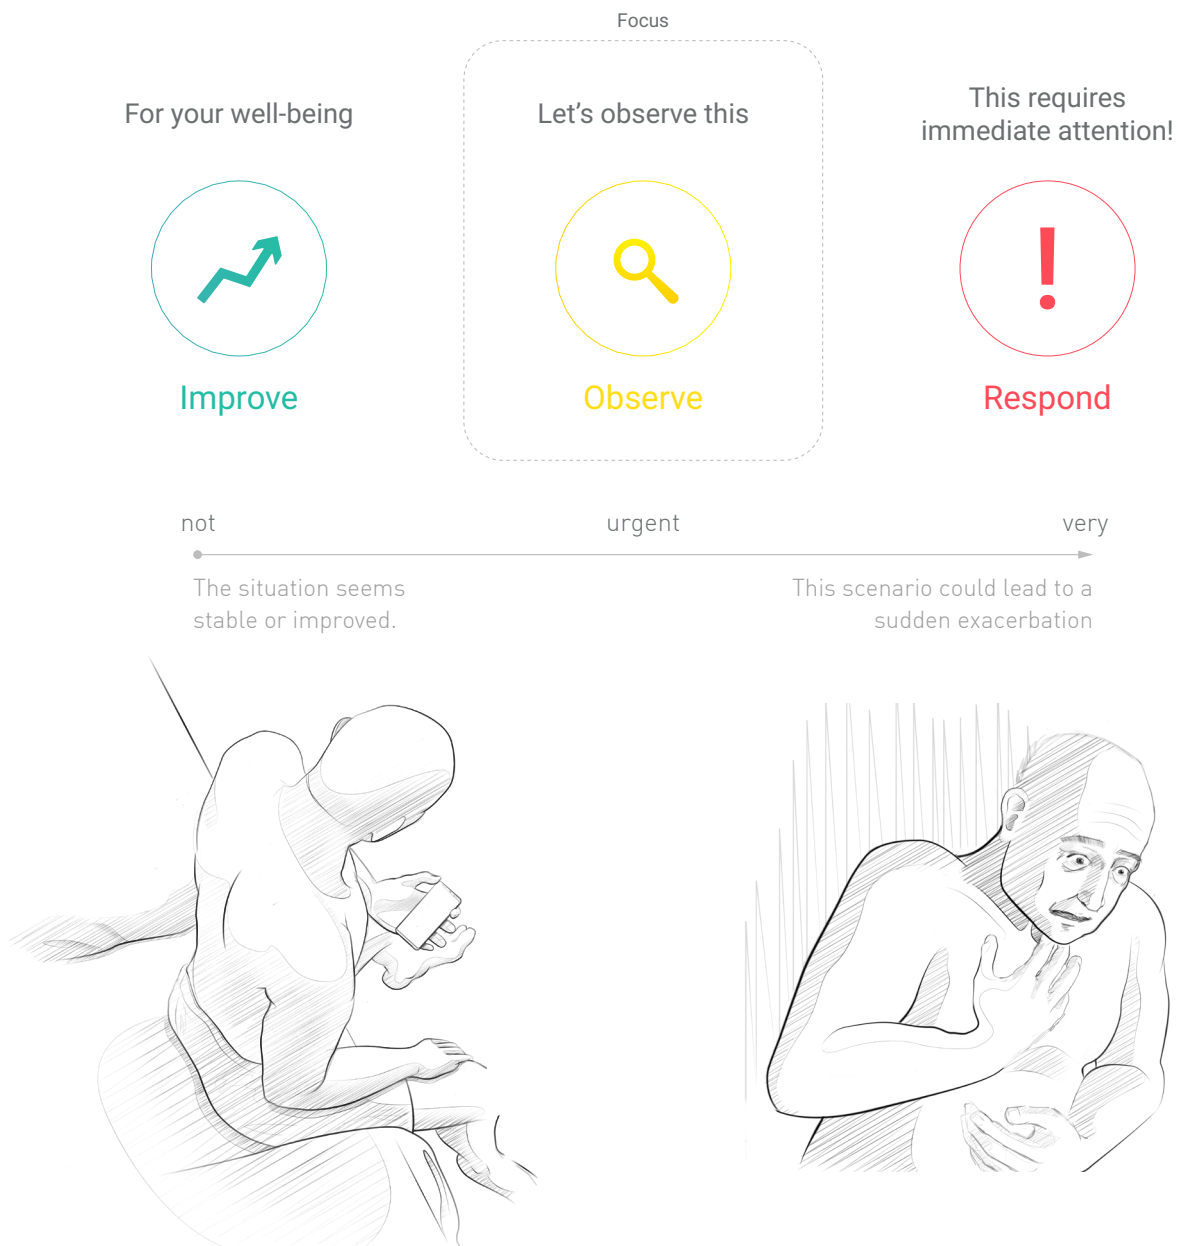 Focus
For your well-being
Let's observe this
This requires
immediate attention!
Improve
Observe
Respond
not
urgent
very
The situation seems
stable or improved.
This scenario could lead to a
sudden exacerbation